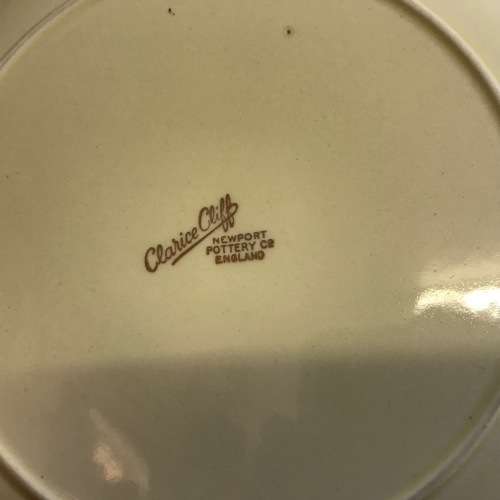 Clarice Cliff
NEWPORT
POTTERY Co
ENGLAND